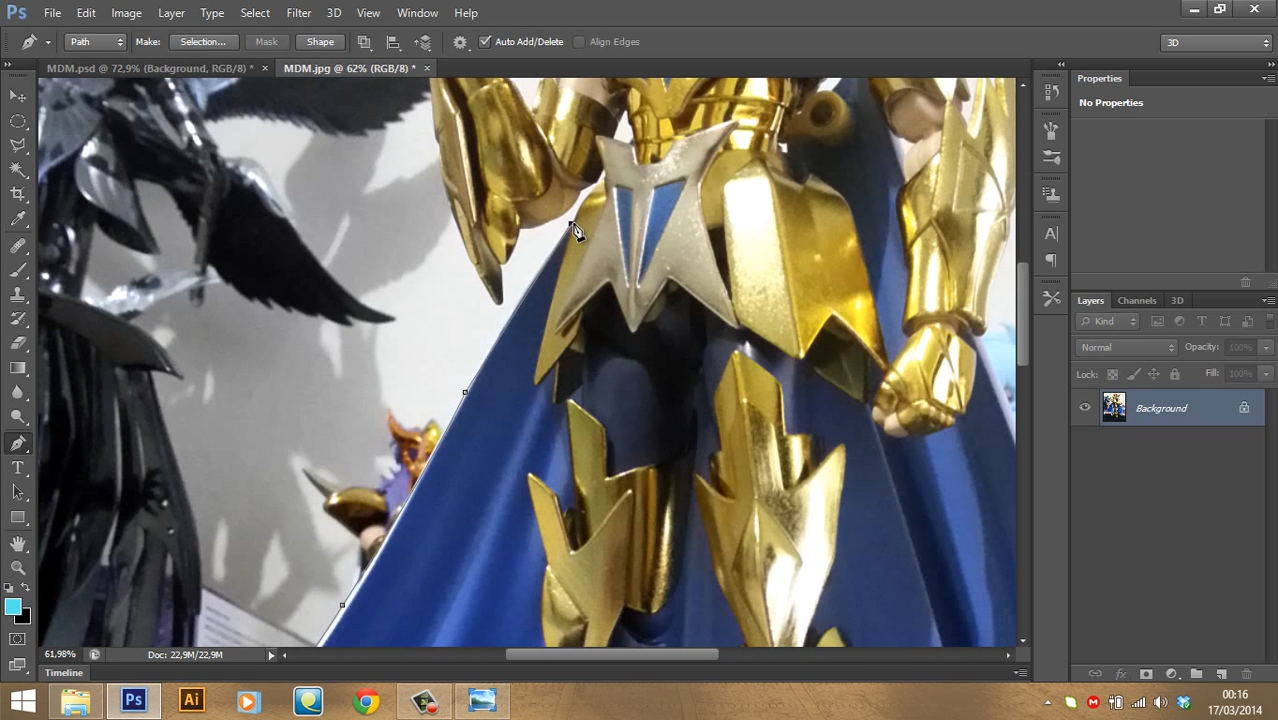 Ps File Edit Image Layer Type Select Filter 3D View Window Help
Path Make: Selection... Mask Shape Auto Add/Delete Align Edges 3D
MDM.psd @ 72,9% (Background, RGB/8) * × MDM.jpg @ 62% (RGB/8) * ×
Properties
No Properties
Layers Channels 3D
Kind
Normal Opacity: 100%
Lock: Fill: 100%
Background
61,98% Doc: 22,9M/22,9M
Timeline
Ps Ai
00:16
17/03/2014